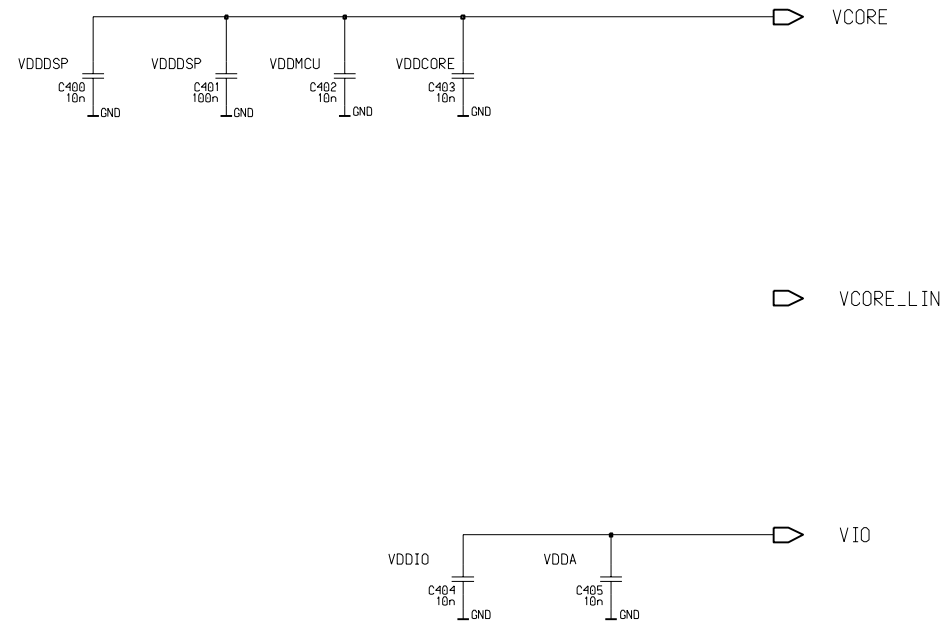 VCORE
VDDDSP
C400
10n
GND
VDDDSP
C401
100n
GND
VDDMCU
C402
10n
GND
VDDCORE
C403
10n
GND
VCORE_LIN
VIO
VDDIO
C404
10n
GND
VDDA
C405
10n
GND